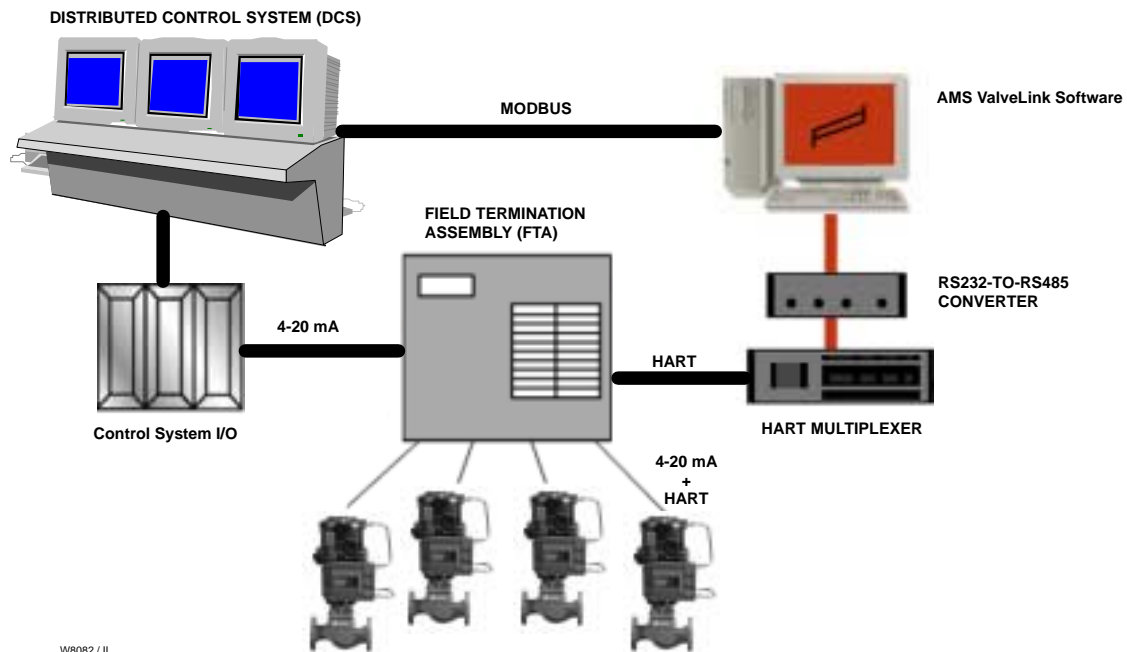 DISTRIBUTED CONTROL SYSTEM (DCS)
MODBUS
AMS ValveLink Software
FIELD TERMINATION
ASSEMBLY (FTA)
RS232-TO-RS485
CONVERTER
4-20 mA
HART
Control System I/O
HART MULTIPLEXER
4-20 mA
+
HART
W8082 / IL